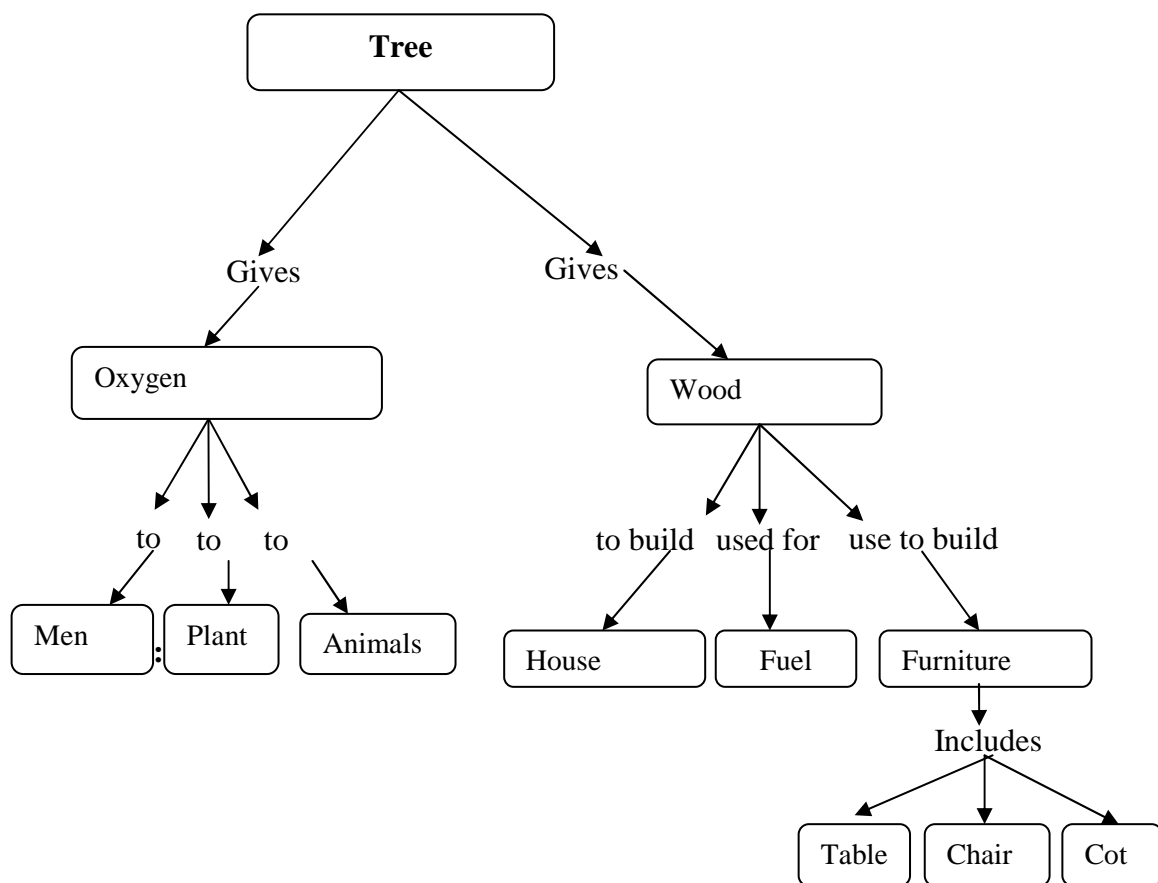 Tree
Gives Gives
Oxygen
Wood
to to to
to build used for use to build
Men : Plant Animals
House Fuel Furniture
Includes
Table Chair Cot